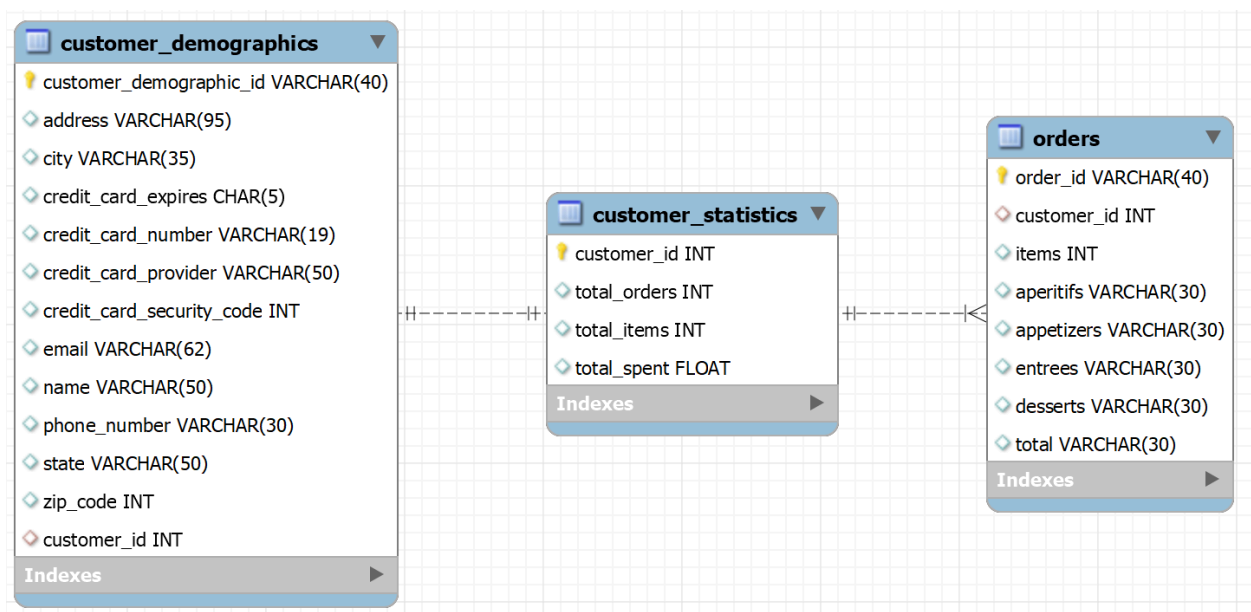 customer_demographics
customer_demographic_id VARCHAR(40)
address VARCHAR(95)
city VARCHAR(35)
credit_card_expires CHAR(5)
credit_card_number VARCHAR(19)
credit_card_provider VARCHAR(50)
credit_card_security_code INT
email VARCHAR(62)
name VARCHAR(50)
phone_number VARCHAR(30)
state VARCHAR(50)
zip_code INT
customer_id INT
Indexes
customer_statistics
customer_id INT
total_orders INT
total_items INT
total_spent FLOAT
Indexes
orders
order_id VARCHAR(40)
customer_id INT
items INT
aperitifs VARCHAR(30)
appetizers VARCHAR(30)
entrees VARCHAR(30)
desserts VARCHAR(30)
total VARCHAR(30)
Indexes